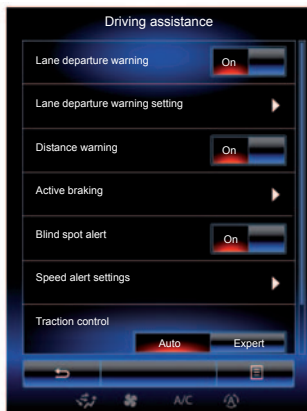 Driving assistance
Lane departure warning On
Lane departure warning setting
Distance warning On
Active braking
Blind spot alert On
Speed alert settings
Traction control
Auto Expert
A/C